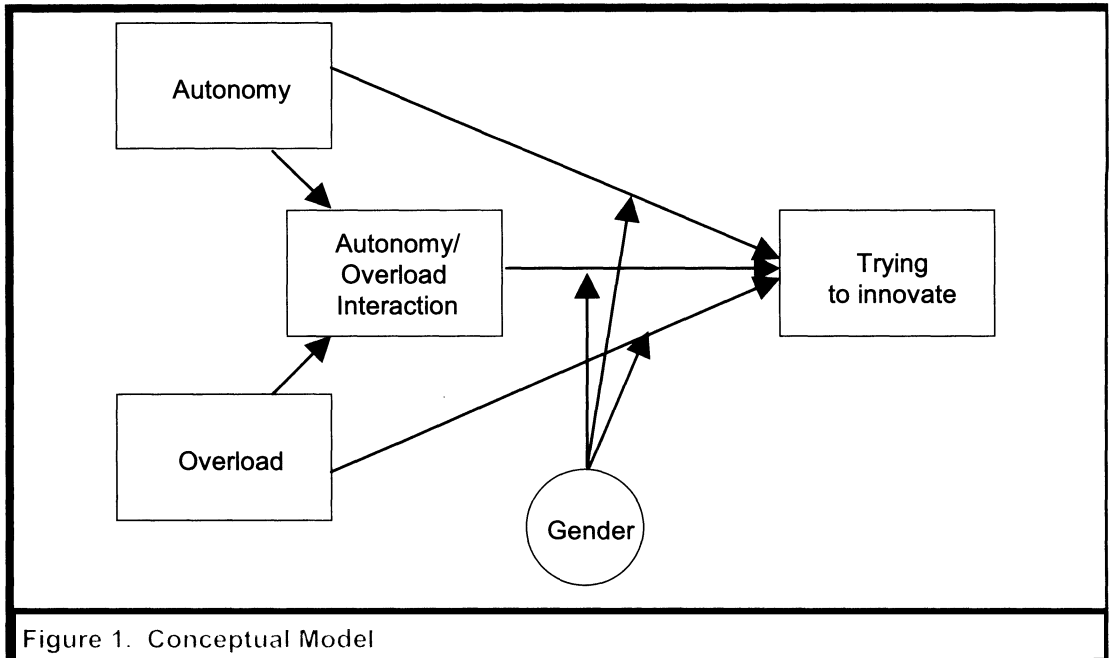 Autonomy
Autonomy/
Overload
Interaction
Trying
to innovate
Overload
Gender
Figure 1. Conceptual Model